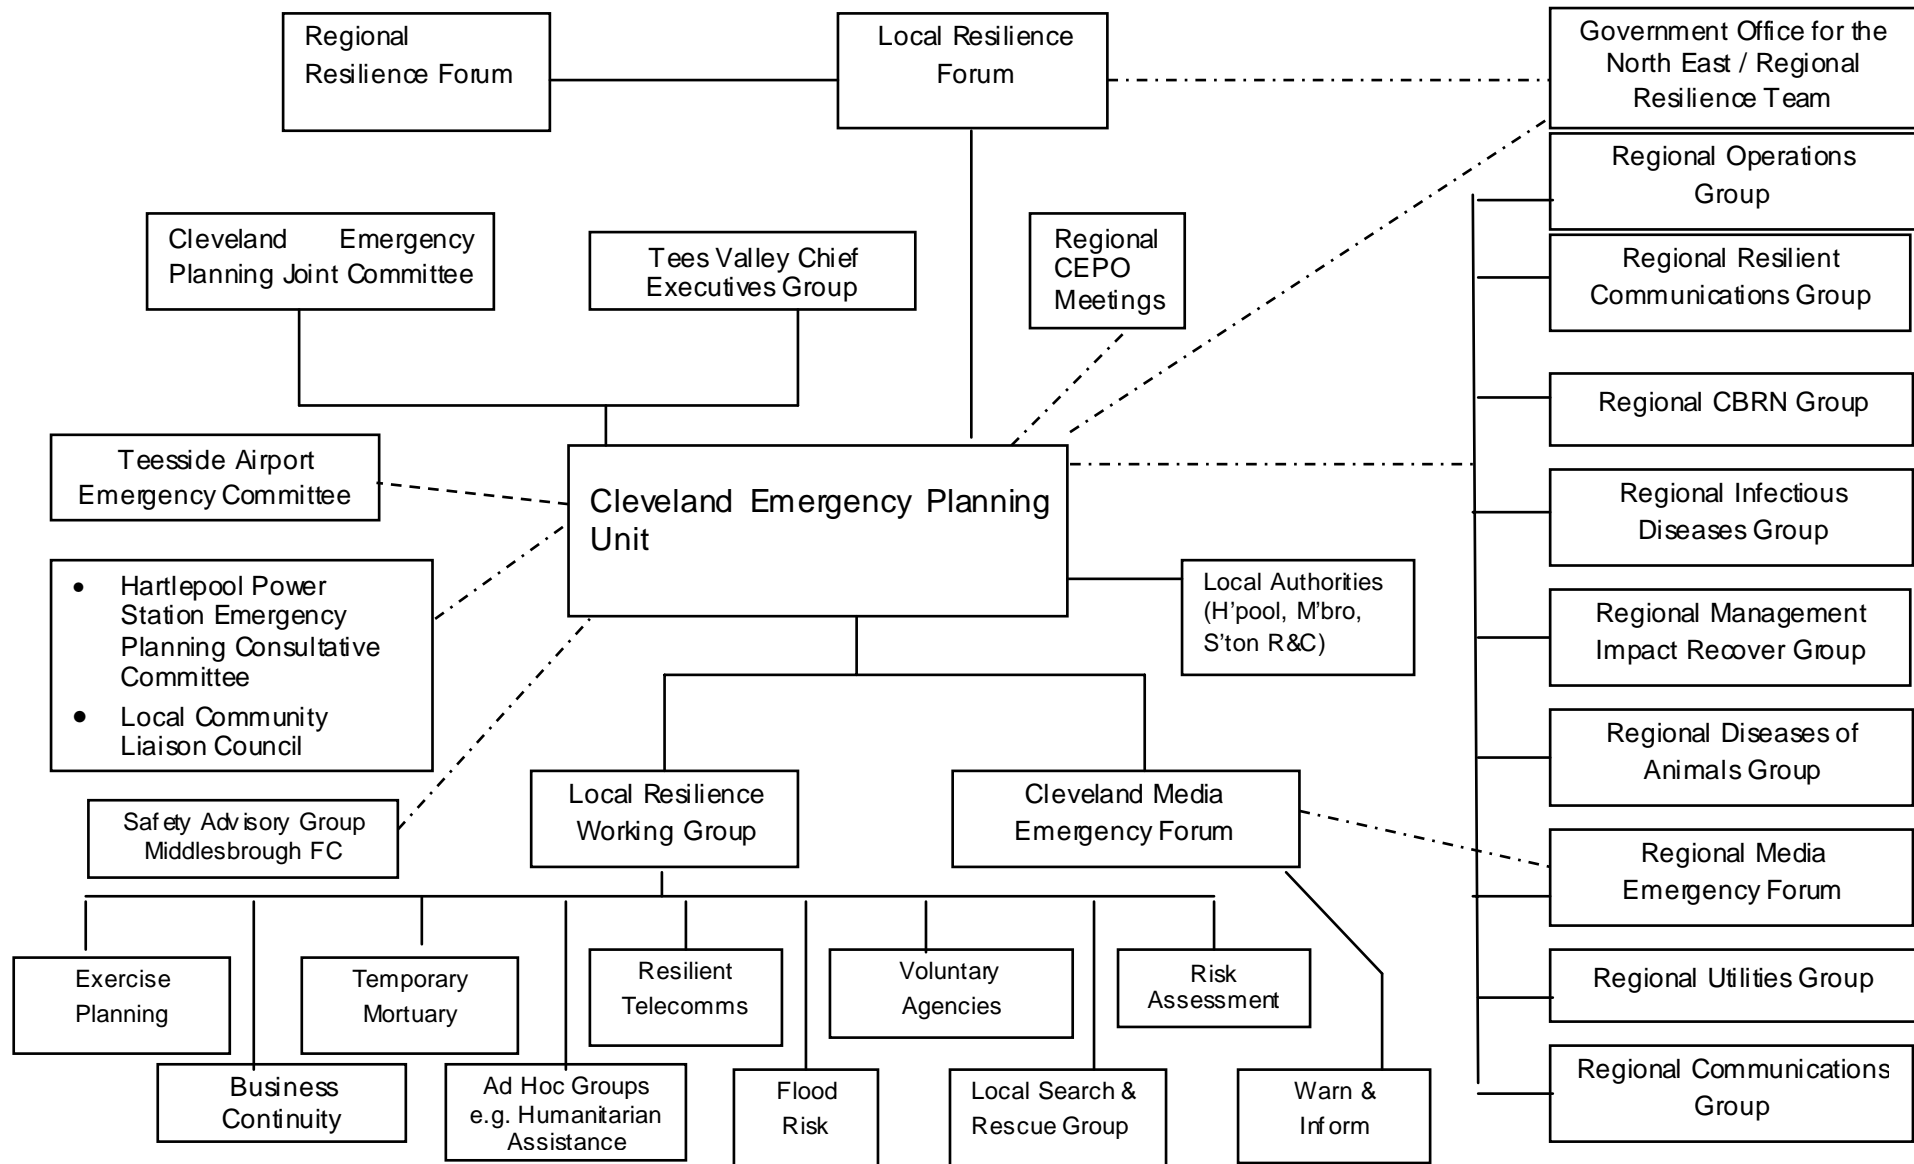 Regional
Resilience Forum
Local Resilience
Forum
Government Office for the
North East / Regional
Resilience Team
Regional Operations
Group
Cleveland Emergency
Planning Joint Committee
Tees Valley Chief
Executives Group
Regional
CEPO
Meetings
Regional Resilient
Communications Group
Regional CBRN Group
Teesside Airport
Emergency Committee
Cleveland Emergency Planning
Unit
Regional Infectious
Diseases Group
• Hartlepool Power
Station Emergency
Planning Consultative
Committee
• Local Community
Liaison Council
Local Authorities
(H'pool, M'bro,
S'ton R&C)
Regional Management
Impact Recover Group
Regional Diseases of
Animals Group
Safety Advisory Group
Middlesbrough FC
Local Resilience
Working Group
Cleveland Media
Emergency Forum
Regional Media
Emergency Forum
Exercise
Planning
Temporary
Mortuary
Resilient
Telecomms
Voluntary
Agencies
Risk
Assessment
Regional Utilities Group
Business
Continuity
Ad Hoc Groups
e.g. Humanitarian
Assistance
Flood
Risk
Local Search &
Rescue Group
Warn &
Inform
Regional Communications
Group